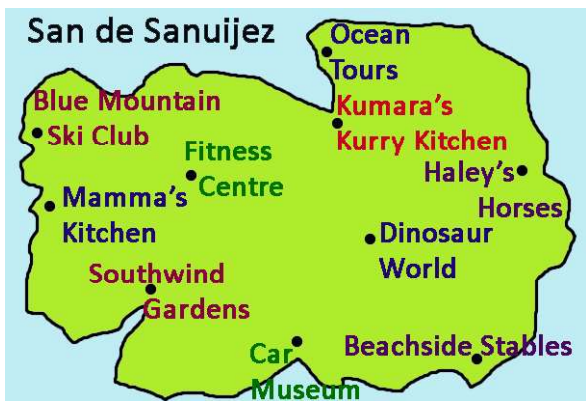 San de Sanuijez
Ocean
Tours
Blue Mountain
Ski Club
Kumara's
Kurry Kitchen
Fitness
Centre
Haley's
Horses
Mamma's
Kitchen
Dinosaur
World
Southwind
Gardens
Car
Museum
Beachside Stables